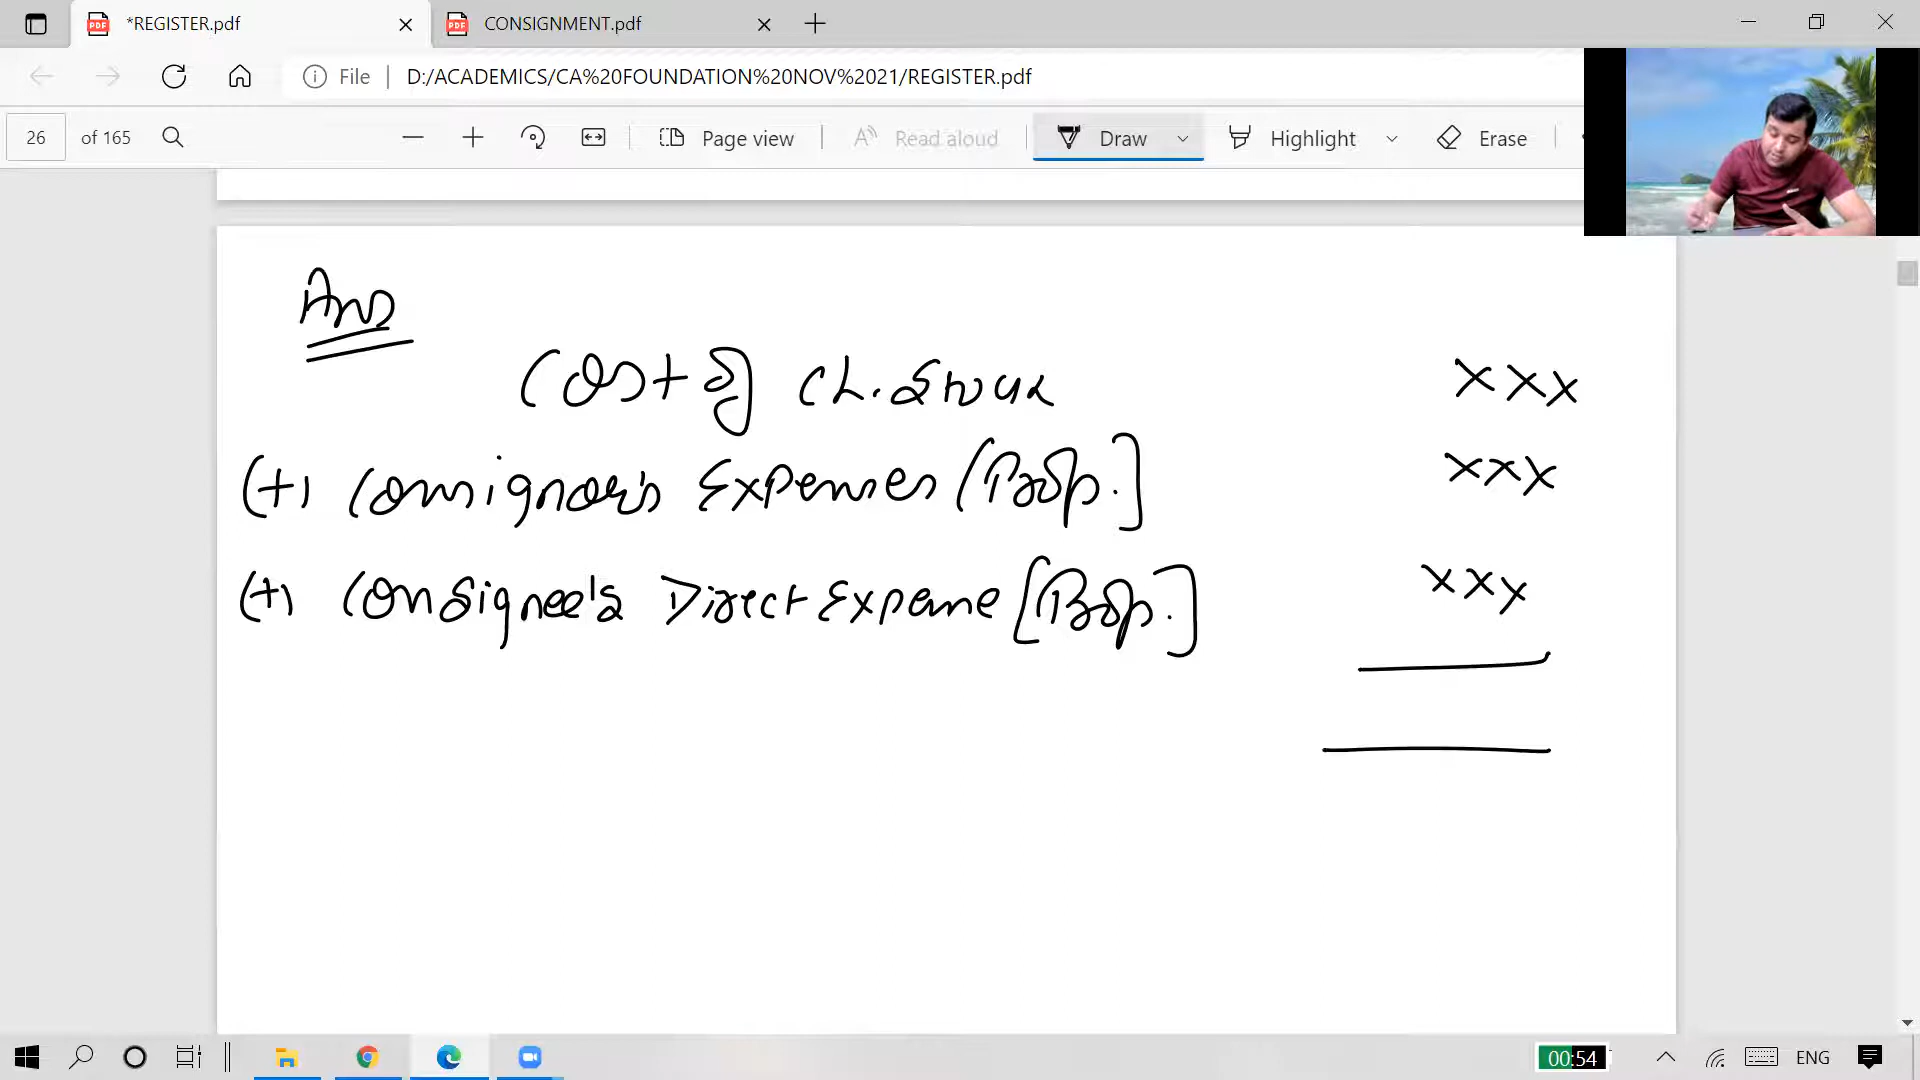 *REGISTER.pdf
CONSIGNMENT.pdf
File
D:/ACADEMICS/CA%20FOUNDATION%20NOV%2021/REGISTER.pdf
26 of 165
Page view
Read aloud
Draw
Highlight
Erase
Ans
Cost of Cl. Stock xxx
(+) Consignor's Expenses [Prop.] xxx
(+) Consignee's Direct Expense [Prop.] xxx
00:54
ENG